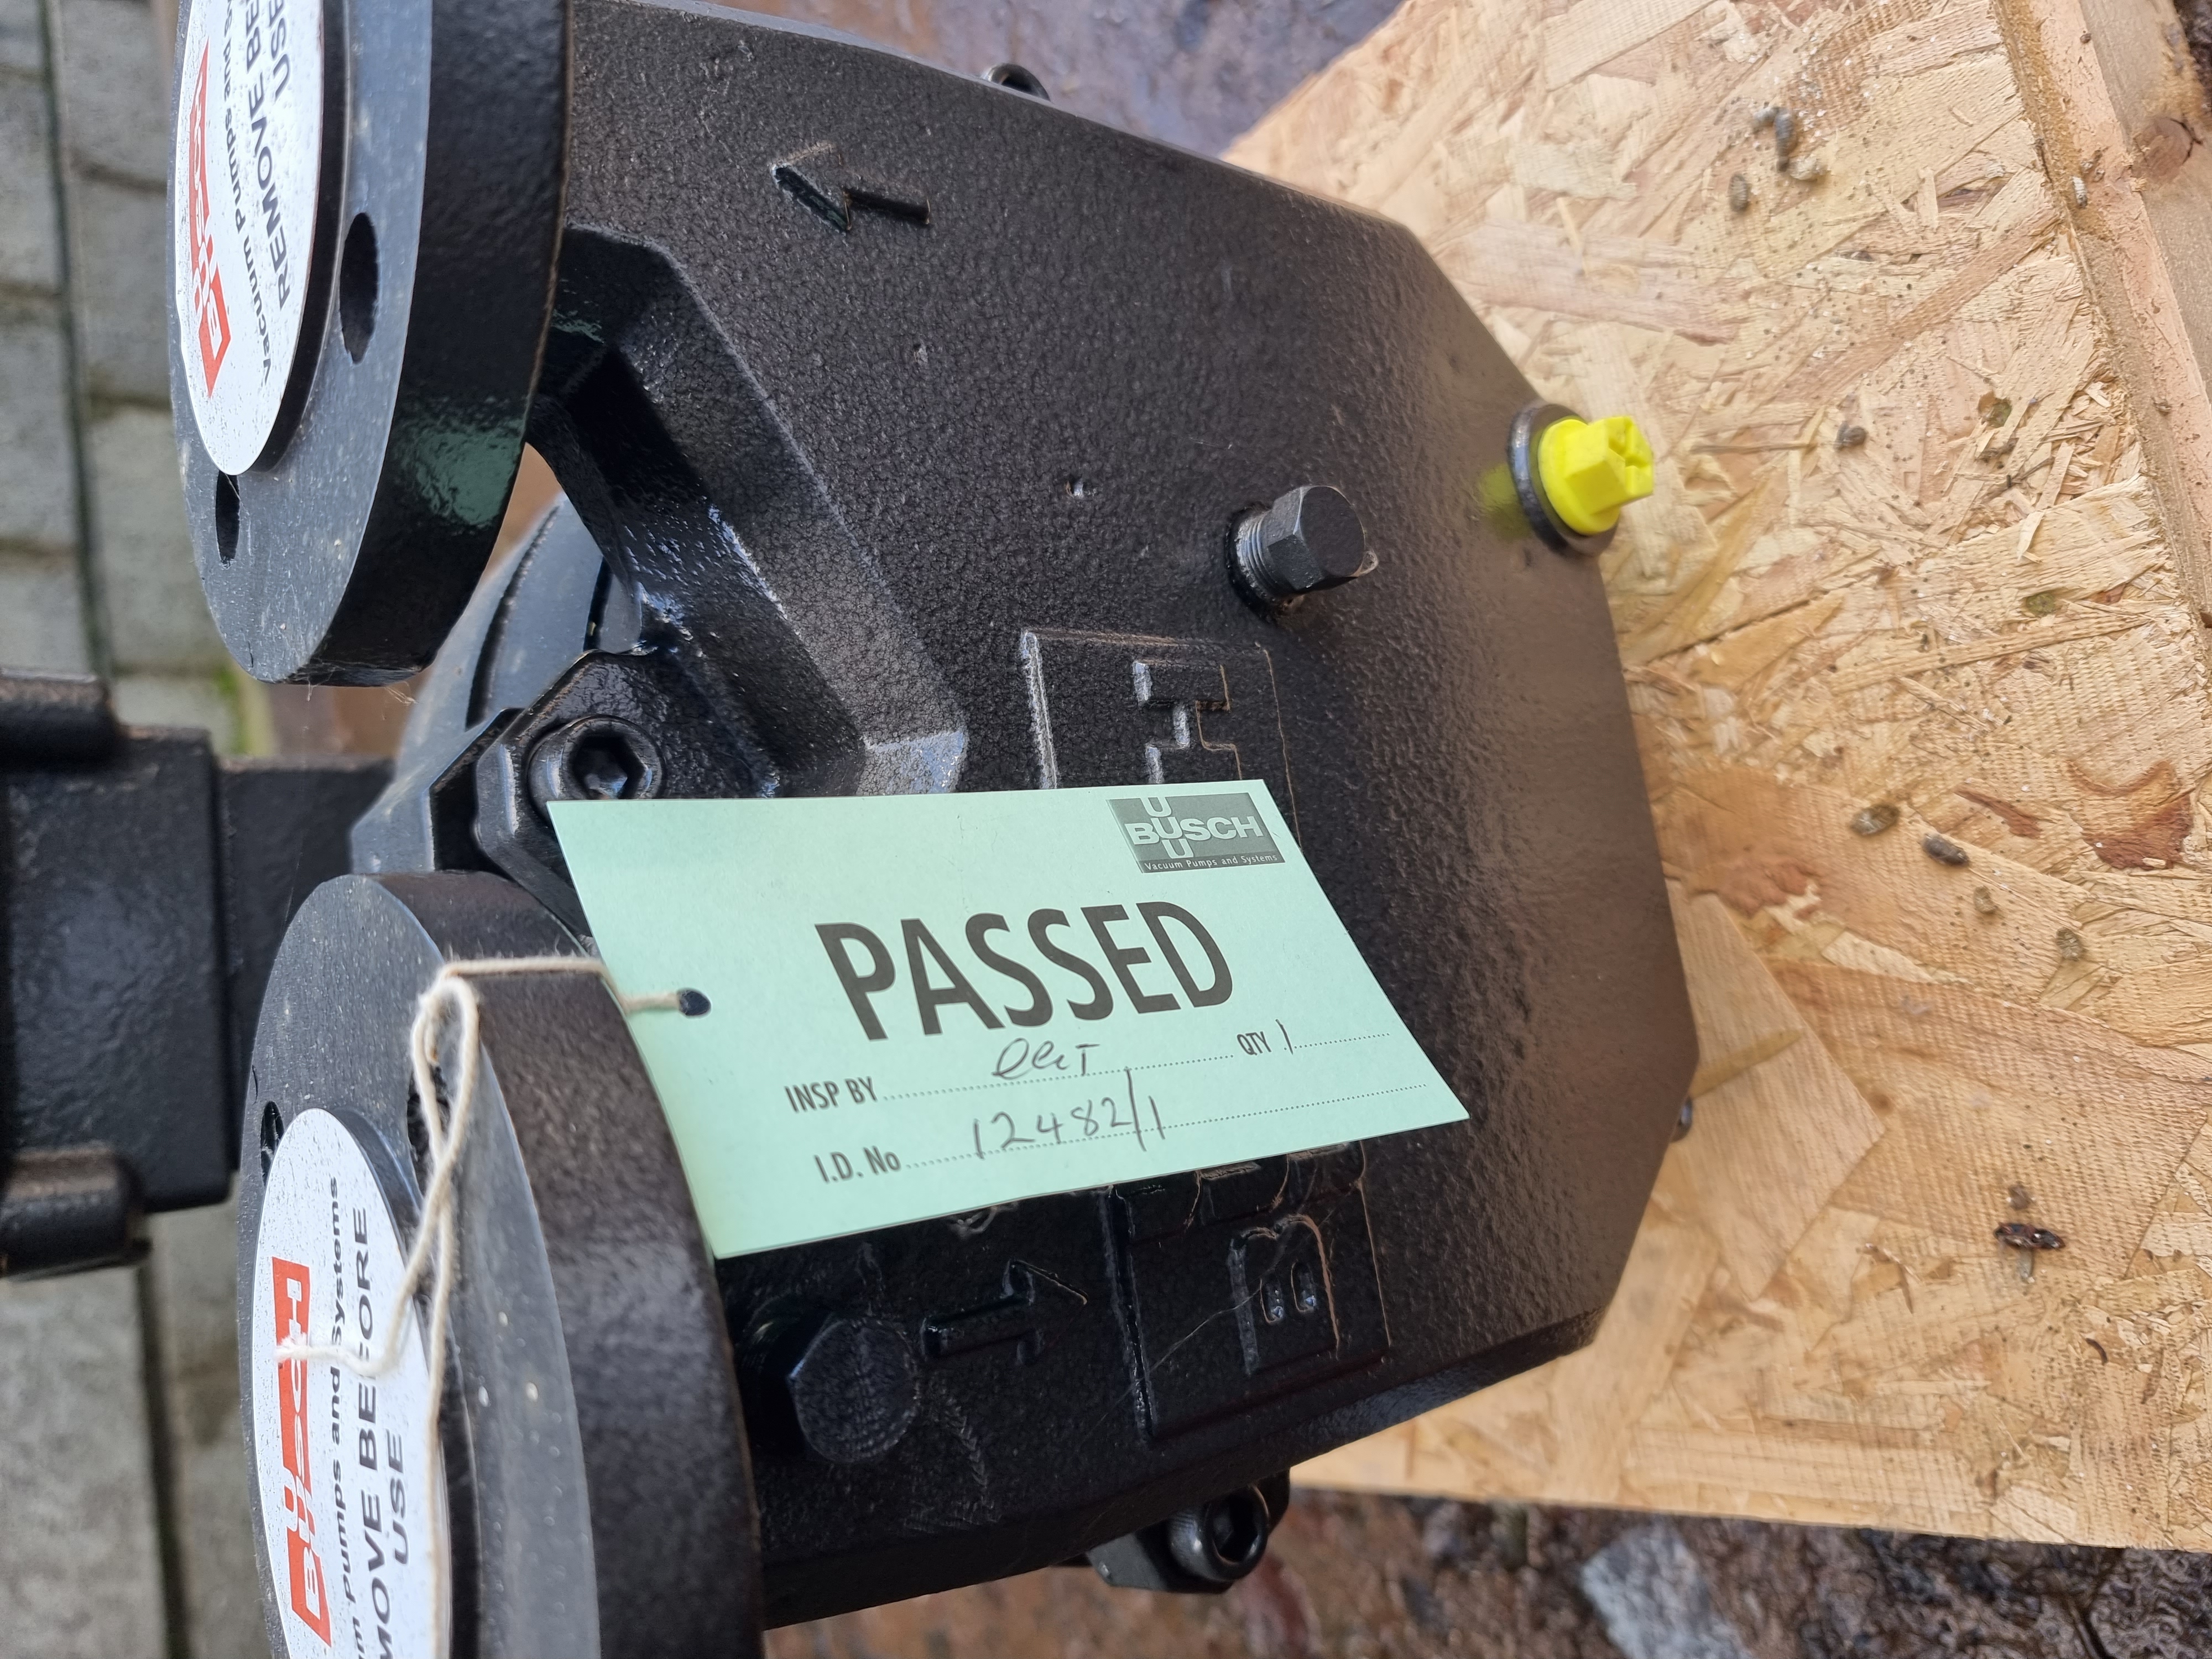 BUSCH
Vacuum Pumps and Systems
PASSED
INSP BY
QTY 1
I.D. No 12482/1
Vacuum Pumps and
REMOVE BE
USE
Pumps and Systems
MOVE BEFORE
USE